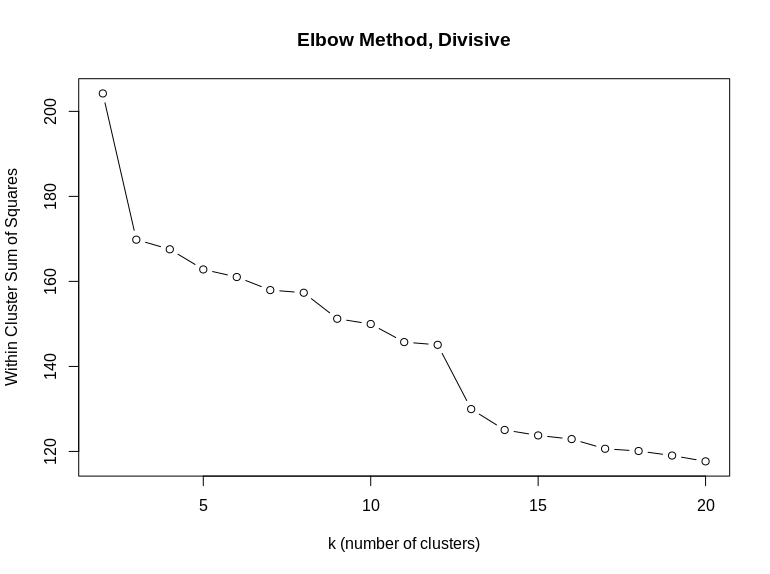 Elbow Method, Divisive
Within Cluster Sum of Squares
200
180
160
140
120
5 10 15 20
k (number of clusters)